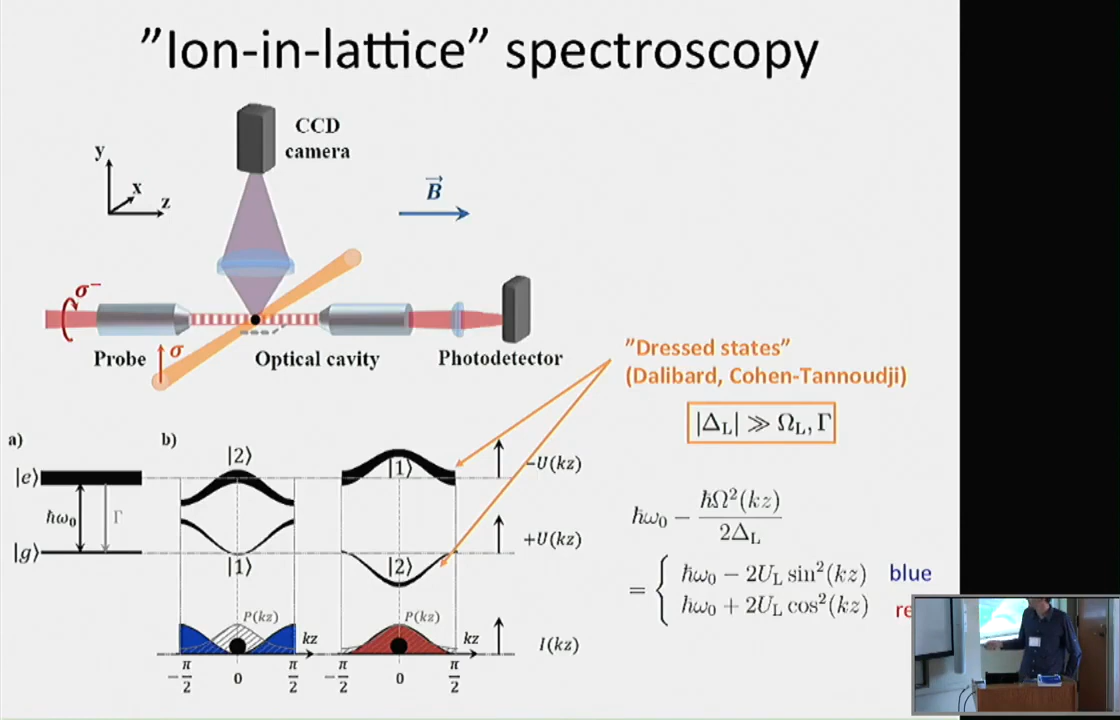 ”Ion-in-lattice” spectroscopy
CCD
camera
y
x
z
B⃗
σ⁻
Probe
σ
Optical cavity
Photodetector
”Dressed states”
(Dalibard, Cohen-Tannoudji)
|Δ_L| ≫ Ω_L, Γ
a)
b)
|e⟩
ħω₀
Γ
|g⟩
|2⟩
|1⟩
|1⟩
|2⟩
−U(kz)
+U(kz)
ħω₀ − ħΩ²(kz) / 2Δ_L
= { ħω₀ − 2U_L sin²(kz) blue
ħω₀ + 2U_L cos²(kz)
P(kz)
kz
P(kz)
kz
I(kz)
−π/2 0 π/2
−π/2 0 π/2